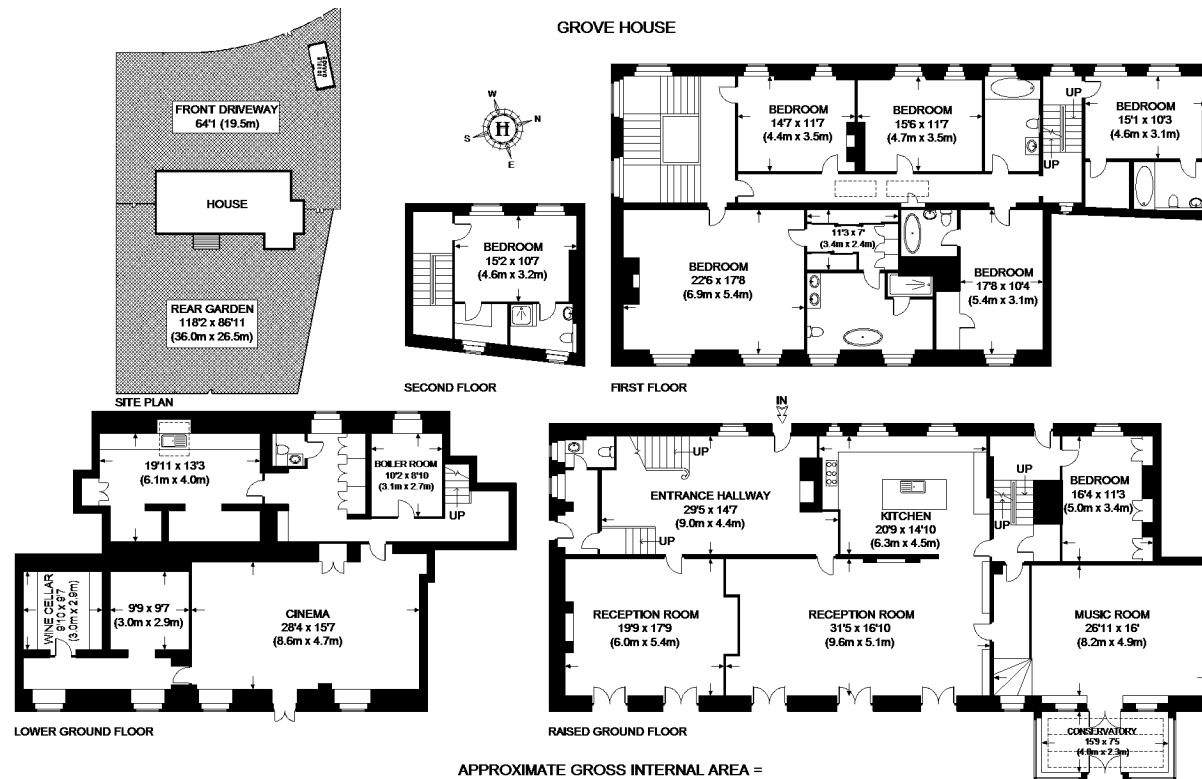 GROVE HOUSE
FRONT DRIVEWAY
64'1 (19.5m)
HOUSE
REAR GARDEN
118'2 x 86'11
(36.0m x 26.5m)
SITE PLAN
W
N
S
E
H
BEDROOM
15'2 x 10'7
(4.6m x 3.2m)
SECOND FLOOR
BEDROOM
14'7 x 11'7
(4.4m x 3.5m)
BEDROOM
15'6 x 11'7
(4.7m x 3.5m)
UP
UP
BEDROOM
15'1 x 10'3
(4.6m x 3.1m)
BEDROOM
22'6 x 17'8
(6.9m x 5.4m)
11'3 x 7'
(3.4m x 2.4m)
BEDROOM
17'8 x 10'4
(5.4m x 3.1m)
FIRST FLOOR
19'11 x 13'3
(6.1m x 4.0m)
BOILER ROOM
10'2 x 8'10
(3.1m x 2.7m)
UP
WINE CELLAR
9'10 x 9'7
(3.0m x 2.9m)
9'9 x 9'7
(3.0m x 2.9m)
CINEMA
28'4 x 15'7
(8.6m x 4.7m)
LOWER GROUND FLOOR
IN
UP
ENTRANCE HALLWAY
29'5 x 14'7
(9.0m x 4.4m)
UP
KITCHEN
20'9 x 14'10
(6.3m x 4.5m)
UP
UP
BEDROOM
16'4 x 11'3
(5.0m x 3.4m)
RECEPTION ROOM
19'9 x 17'9
(6.0m x 5.4m)
RECEPTION ROOM
31'5 x 16'10
(9.6m x 5.1m)
MUSIC ROOM
26'11 x 16'
(8.2m x 4.9m)
CONSERVATORY
15'9 x 7'5
(4.8m x 2.3m)
RAISED GROUND FLOOR
APPROXIMATE GROSS INTERNAL AREA =